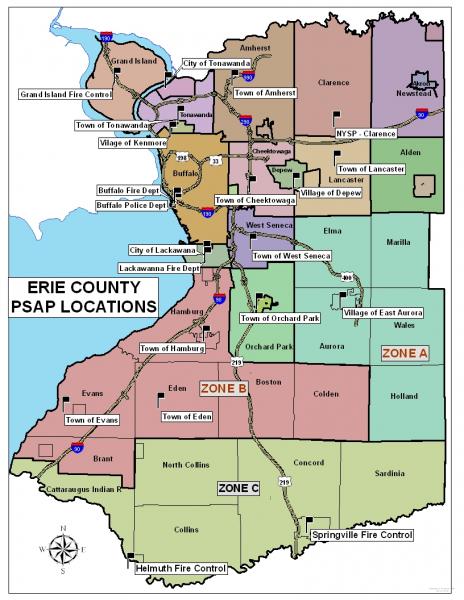 190
Grand Island
City of Tonawanda
Amherst
290
Clarence
Akron
Newstead
Grand Island Fire Control
Town of Amherst
Tonawanda
90
Town of Tonawanda
NYSP - Clarence
Village of Kenmore
Cheektowaga
Alden
198
33
Buffalo
Depew
Lancaster
Town of Lancaster
Buffalo Fire Dept
Village of Depew
Buffalo Police Dept
Town of Cheektowaga
190
West Seneca
Elma
Marilla
City of Lackawana
Town of West Seneca
Lackawanna Fire Dept
400
ERIE COUNTY
PSAP LOCATIONS
90
Hamburg
Town of Orchard Park
Village of East Aurora
Wales
Town of Hamburg
Orchard Park
Aurora
ZONE A
219
Evans
Eden
ZONE B
Boston
Colden
Holland
Town of Evans
Town of Eden
90
Brant
North Collins
Concord
Sardinia
Cattaraugus Indian R
ZONE C
219
Collins
Springville Fire Control
N
W
E
S
Helmuth Fire Control